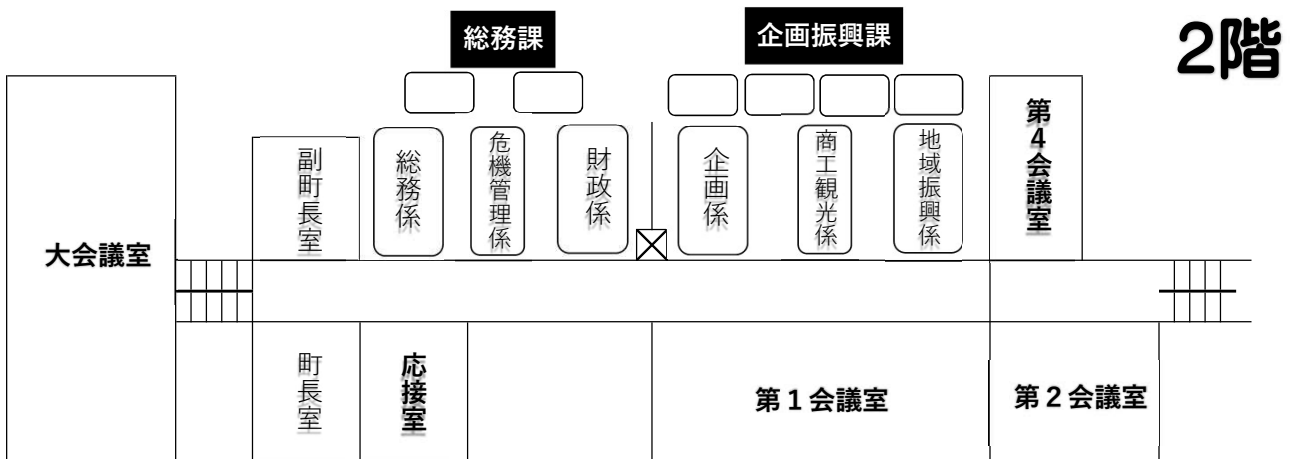 2階
総務課
企画振興課
大会議室
副町長室
総務係
危機管理係
財政係
企画係
商工観光係
地域振興係
第4会議室
町長室
応接室
第1会議室
第2会議室